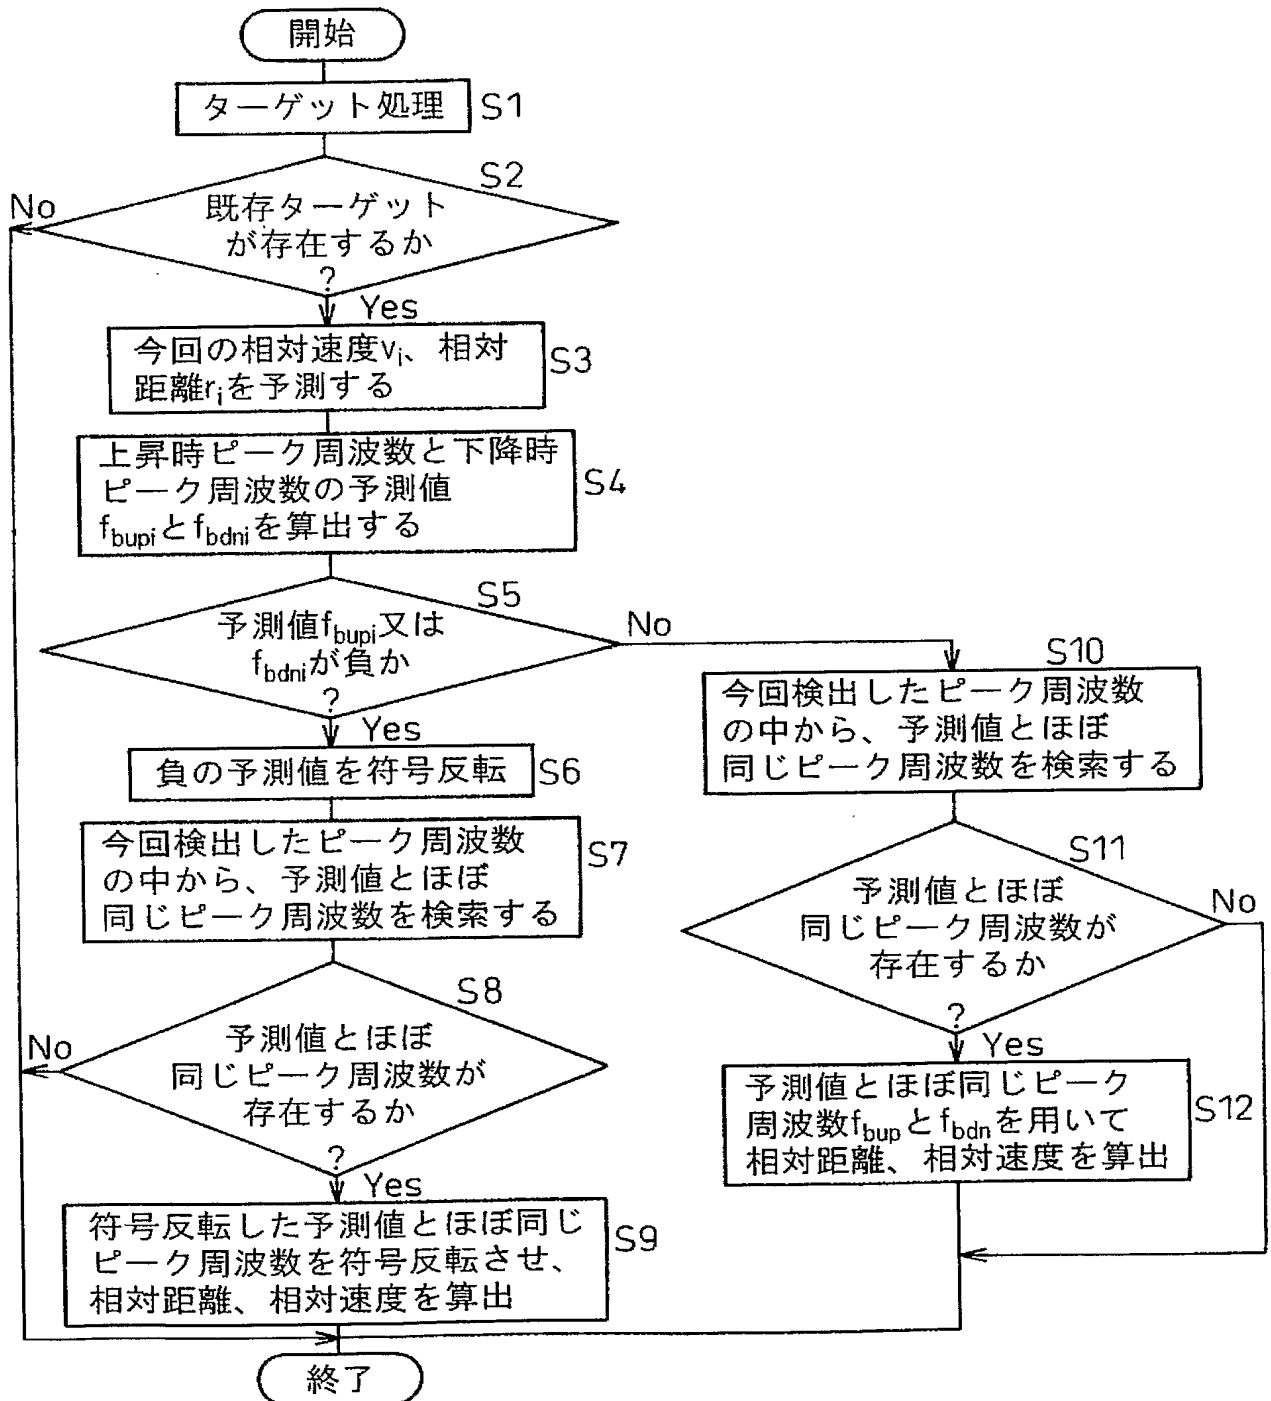 開始
ターゲット処理
S1
S2
No
既存ターゲット
が存在するか
?
Yes
今回の相対速度vi、相対
距離riを予測する
S3
上昇時ピーク周波数と下降時
ピーク周波数の予測値
fbupiとfbdniを算出する
S4
S5
予測値fbupi又は
fbdniが負か
?
No
Yes
負の予測値を符号反転
S6
今回検出したピーク周波数
の中から、予測値とほぼ
同じピーク周波数を検索する
S7
S8
予測値とほぼ
同じピーク周波数が
存在するか
?
No
Yes
符号反転した予測値とほぼ同じ
ピーク周波数を符号反転させ、
相対距離、相対速度を算出
S9
S10
今回検出したピーク周波数
の中から、予測値とほぼ
同じピーク周波数を検索する
S11
予測値とほぼ
同じピーク周波数が
存在するか
?
No
Yes
予測値とほぼ同じピーク
周波数fbupとfbdnを用いて
相対距離、相対速度を算出
S12
終了